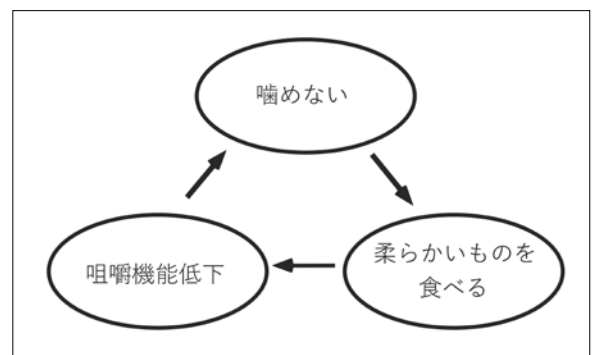 噛めない
柔らかいものを
食べる
咀嚼機能低下